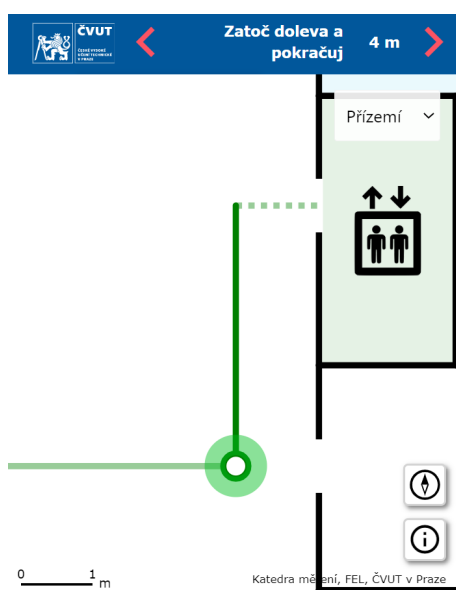 ČVUT
ČESKÉ VYSOKÉ
UČENÍ TECHNICKÉ
V PRAZE
Zatoč doleva a
pokračuj
4 m
Přízemí
0 1 m
Katedra měření, FEL, ČVUT v Praze